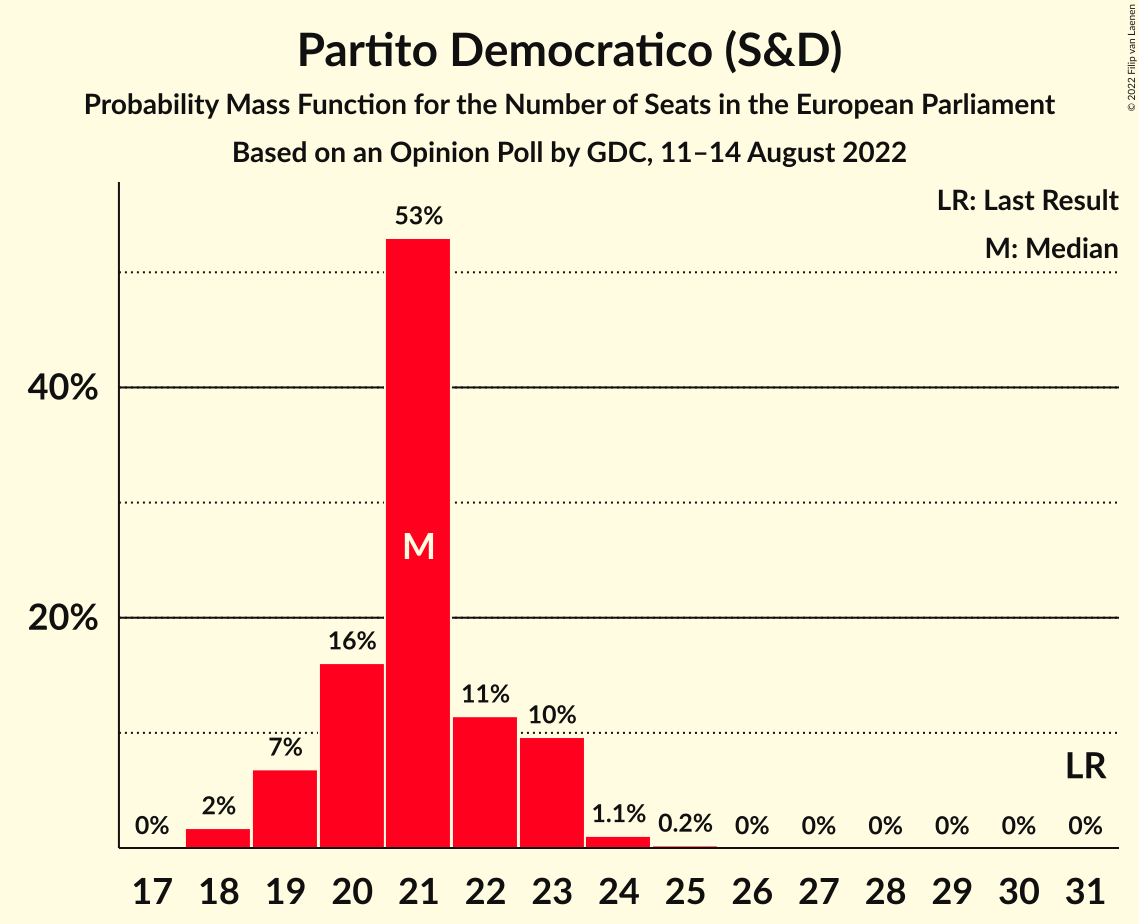 Partito Democratico (S&D)
Probability Mass Function for the Number of Seats in the European Parliament
Based on an Opinion Poll by GDC, 11–14 August 2022
© 2022 Filip van Laenen
LR: Last Result
M: Median
53%
40%
M
20%
16%
11%
10%
7%
LR
2%
1.1%
0.2%
0%
0%
0%
0%
0%
0%
0%
17 18 19 20 21 22 23 24 25 26 27 28 29 30 31